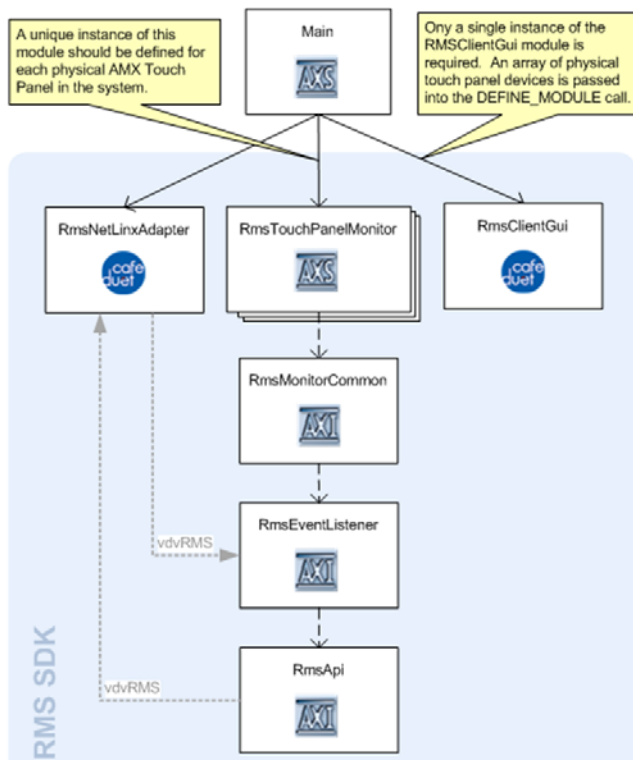 A unique instance of this
module should be defined for
each physical AMX Touch
Panel in the system.
Main
AXS
Ony a single instance of the
RMSClientGui module is
required. An array of physical
touch panel devices is passed
into the DEFINE_MODULE call.
RmsNetLinxAdapter
cafe
duet
RmsTouchPanelMonitor
AXS
RmsClientGui
cafe
duet
RmsMonitorCommon
AXI
RmsEventListener
AXI
vdvRMS
RmsApi
AXI
vdvRMS
RMS SDK